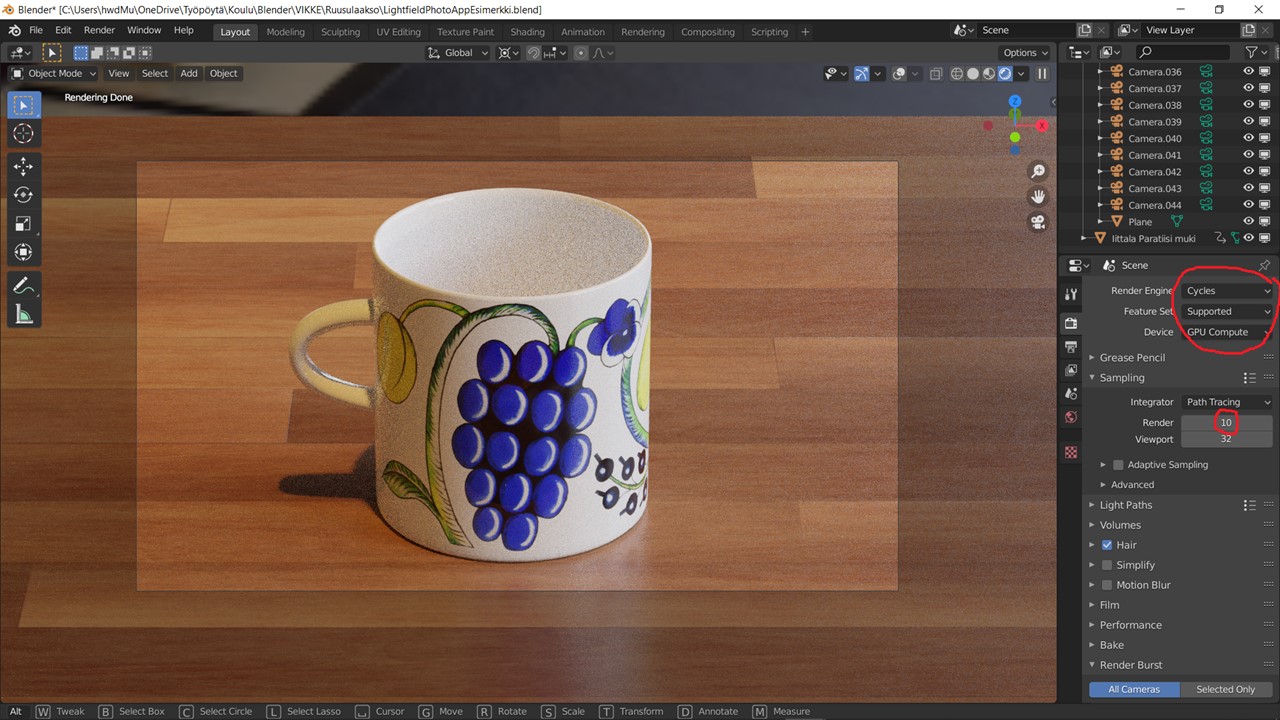 Blender* [C:\Users\hwdMu\OneDrive\Työpöytä\Koulu\Blender\VIKKE\Ruusulaakso\LightfieldPhotoAppEsimerkki.blend]
File Edit Render Window Help Layout Modeling Sculpting UV Editing Texture Paint Shading Animation Rendering Compositing Scripting + Scene View Layer
Global Options
Object Mode View Select Add Object
Rendering Done
Z
X
Camera.036
Camera.037
Camera.038
Camera.039
Camera.040
Camera.041
Camera.042
Camera.043
Camera.044
Plane
Iittala Paratiisi muki
Scene
Render Engine Cycles
Feature Set Supported
Device GPU Compute
Grease Pencil
Sampling
Integrator Path Tracing
Render 10
Viewport 32
Adaptive Sampling
Advanced
Light Paths
Volumes
Hair
Simplify
Motion Blur
Film
Performance
Bake
Render Burst
All Cameras Selected Only
Alt W Tweak B Select Box C Select Circle L Select Lasso Cursor G Move R Rotate S Scale T Transform D Annotate M Measure